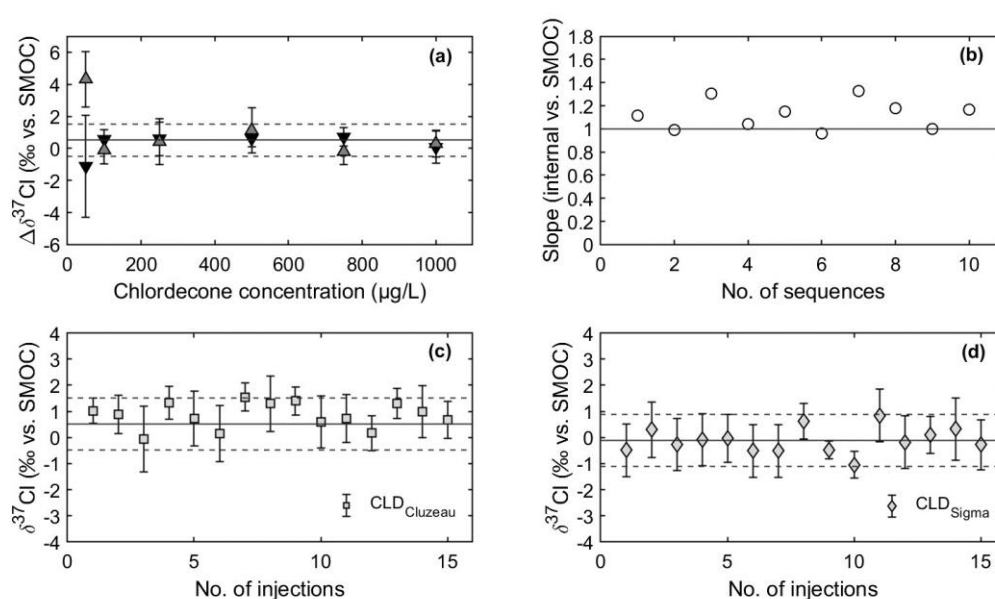 (a)
Δδ³⁷Cl (‰ vs. SMOC)
6
4
2
0
-2
-4
-6
0 200 400 600 800 1000
Chlordecone concentration (µg/L)
(b)
Slope (internal vs. SMOC)
1.8
1.6
1.4
1.2
1
0.8
0.6
0.4
0.2
0
0 2 4 6 8 10
No. of sequences
(c)
δ³⁷Cl (‰ vs. SMOC)
4
3
2
1
0
-1
-2
-3
-4
CLD_Cluzeau
0 5 10 15
No. of injections
(d)
δ³⁷Cl (‰ vs. SMOC)
4
3
2
1
0
-1
-2
-3
-4
CLD_Sigma
0 5 10 15
No. of injections